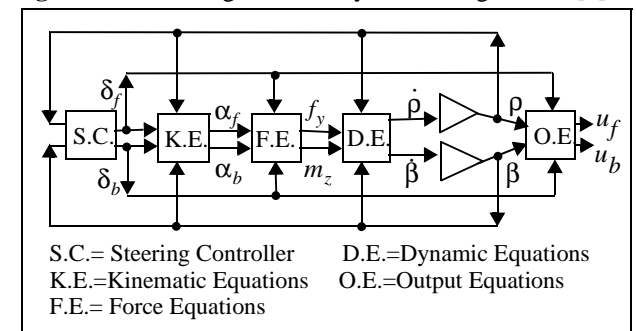 δf
ρ̇
ρ
S.C.
αf
fy
uf
K.E.
F.E.
D.E.
O.E.
αb
mz
β̇
β
ub
δb
S.C.= Steering Controller D.E.=Dynamic Equations
K.E.=Kinematic Equations O.E.=Output Equations
F.E.= Force Equations